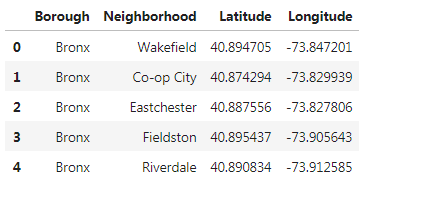 Borough Neighborhood Latitude Longitude
0 Bronx Wakefield 40.894705 -73.847201
1 Bronx Co-op City 40.874294 -73.829939
2 Bronx Eastchester 40.887556 -73.827806
3 Bronx Fieldston 40.895437 -73.905643
4 Bronx Riverdale 40.890834 -73.912585